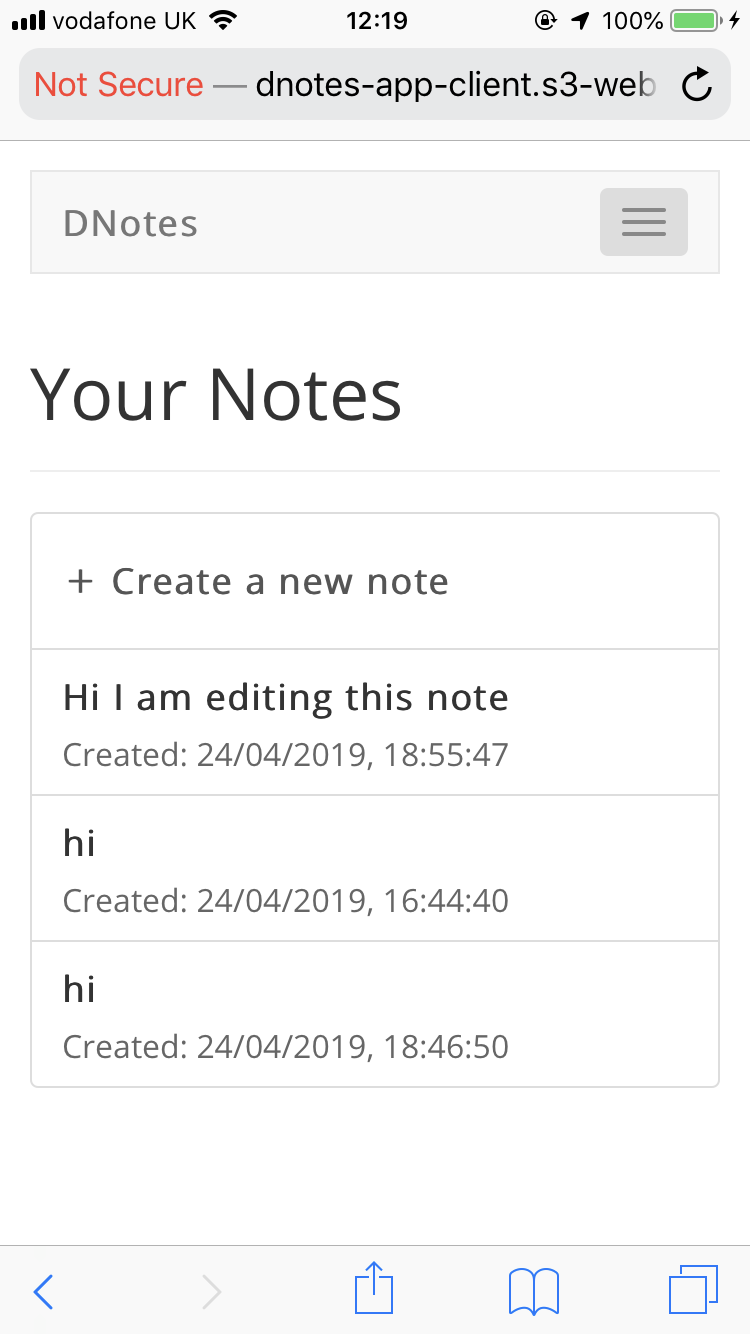 vodafone UK 12:19 100%
Not Secure — dnotes-app-client.s3-web
DNotes
Your Notes
+ Create a new note
Hi I am editing this note
Created: 24/04/2019, 18:55:47
hi
Created: 24/04/2019, 16:44:40
hi
Created: 24/04/2019, 18:46:50